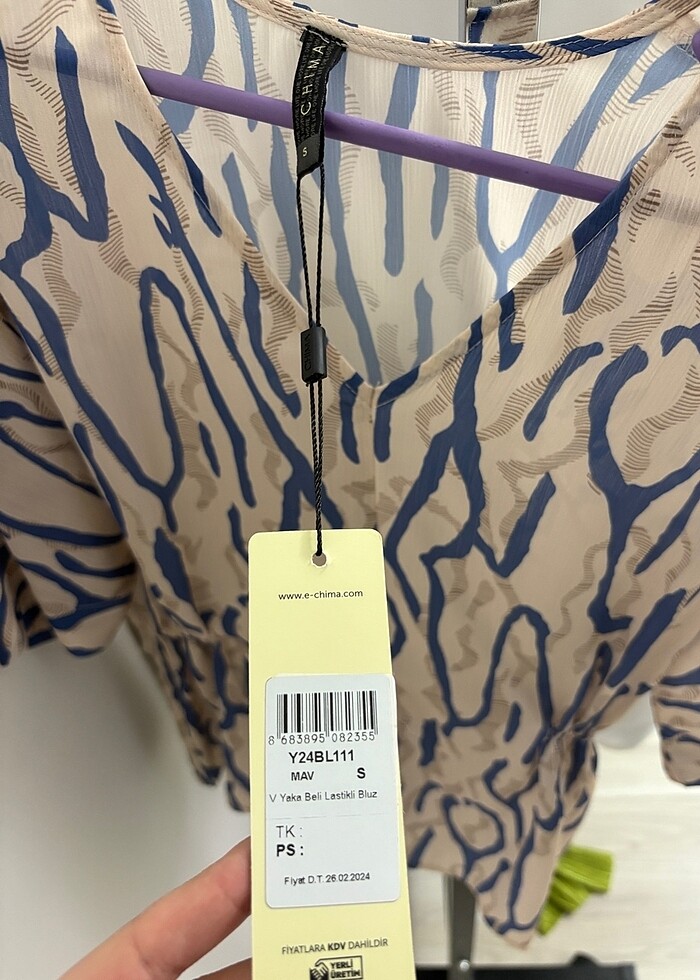 CHIMA
S
www.e-chima.com
8 683895 082355
Y24BL111
MAV S
V Yaka Beli Lastikli Bluz
TK :
PS :
Fiyat D.T. 26.02.2024
FİYATLARA KDV DAHİLDİR
YERLİ
ÜRETİM